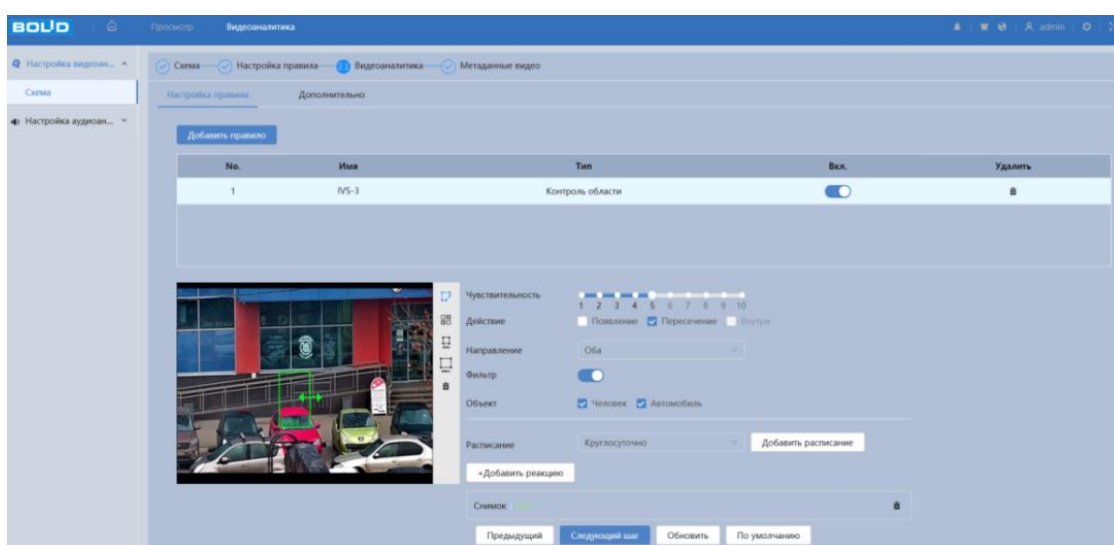 BOLID Просмотр Видеоаналитика admin
Настройка видеоан...
Схема
Настройка аудиоан...
Схема Настройка правила Видеоаналитика Метаданные видео
Настройка правила Дополнительно
Добавить правило
No. Имя Тип Вкл. Удалить
1 IVS-3 Контроль области
Чувствительность
1 2 3 4 5 6 7 8 9 10
Действие Появление Пересечение Внутри
Направление Оба
Фильтр
Объект Человек Автомобиль
Расписание Круглосуточно Добавить расписание
+Добавить реакцию
Снимок
Предыдущий Следующий шаг Обновить По умолчанию